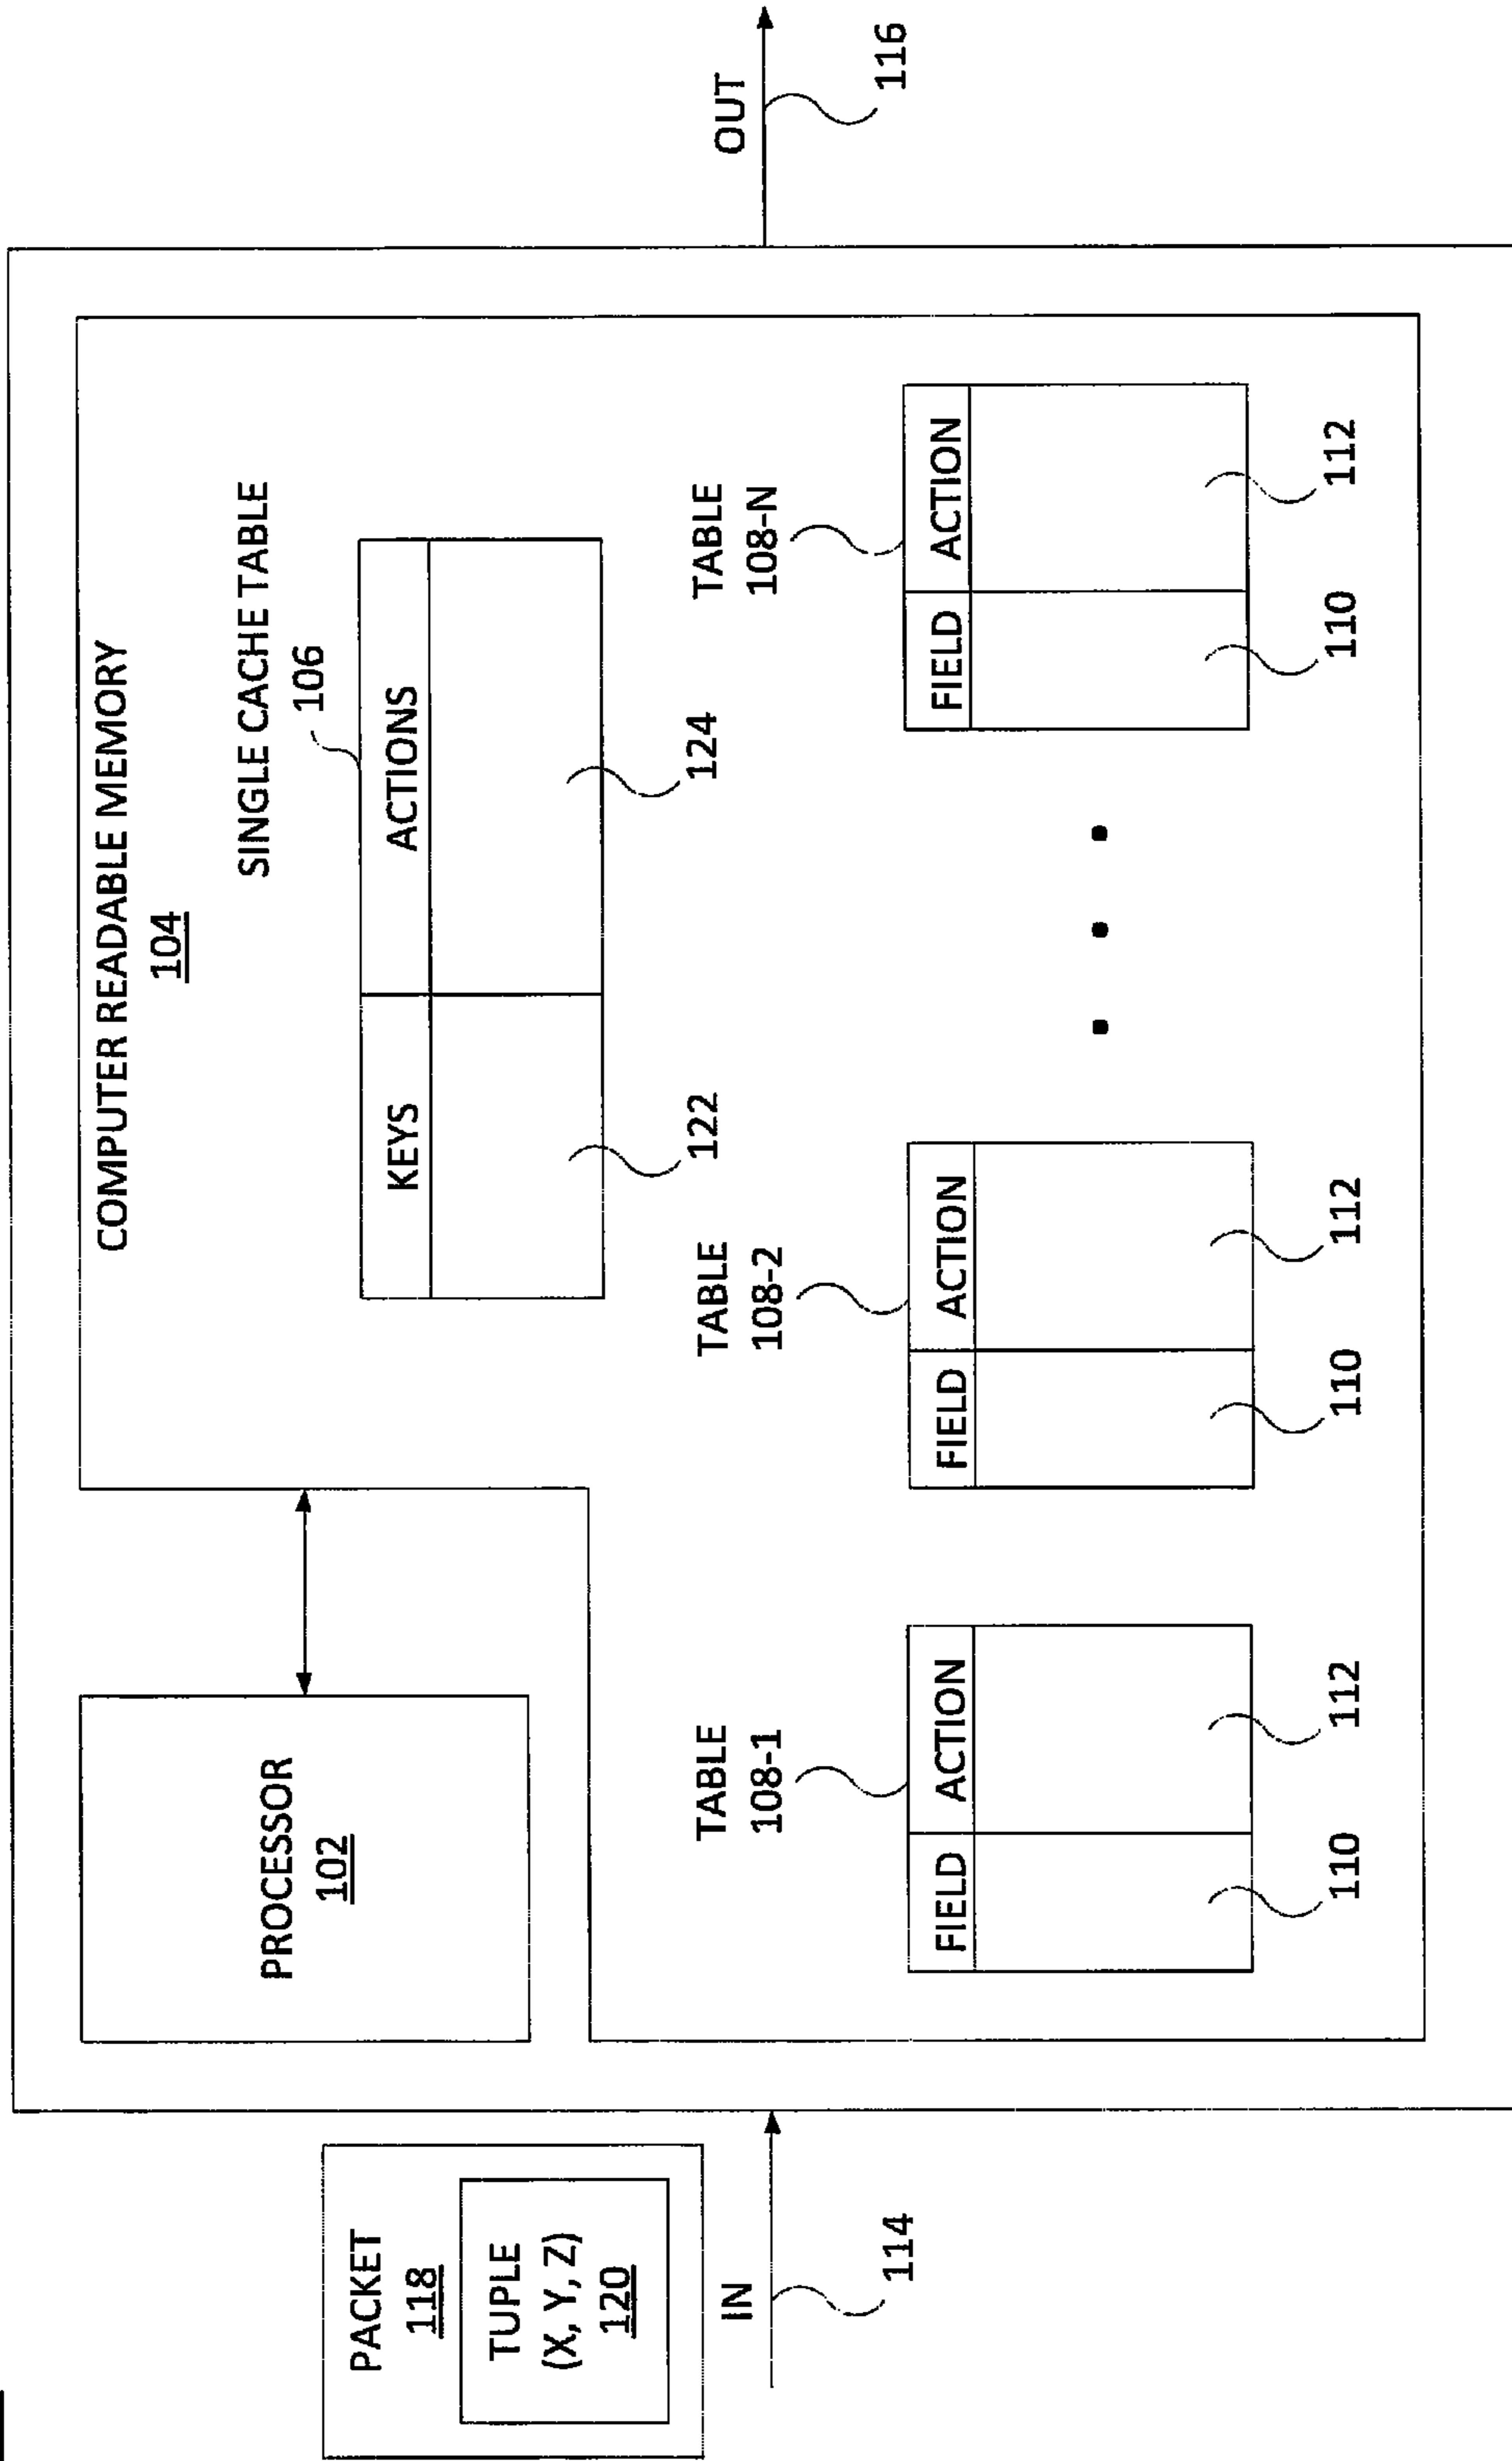 PACKET
118
TUPLE
(X, Y, Z)
120
IN
114
PROCESSOR
102
COMPUTER READABLE MEMORY
104
SINGLE CACHE TABLE
106
KEYS ACTIONS
122 124
TABLE
108-1
FIELD ACTION
110 112
TABLE
108-2
FIELD ACTION
110 112
TABLE
108-N
FIELD ACTION
110 112
OUT
116